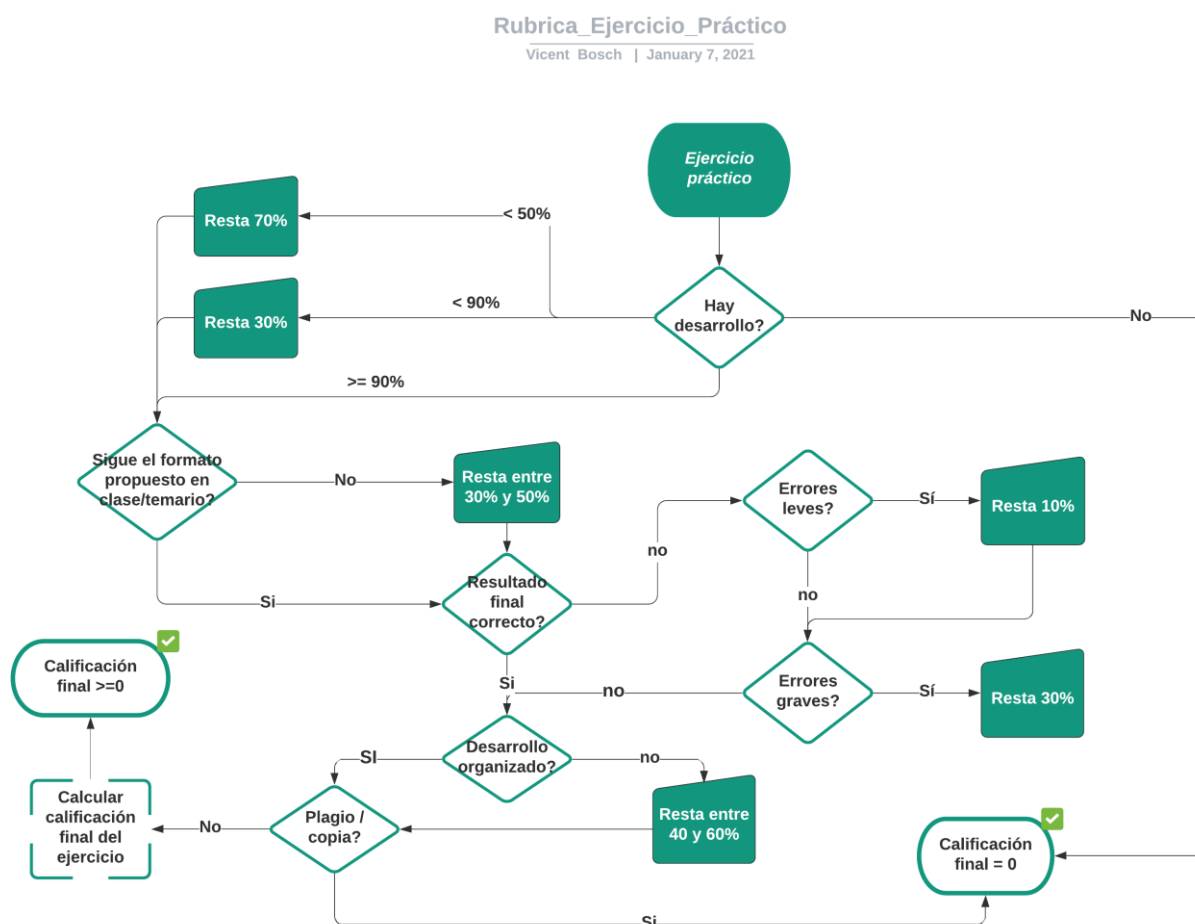 Rubrica_Ejercicio_Práctico
Vicent Bosch | January 7, 2021
Ejercicio
práctico
Resta 70%
< 50%
Hay
desarrollo?
< 90%
Resta 30%
No
>= 90%
Sigue el formato
propuesto en
clase/temario?
No
Resta entre
30% y 50%
Errores
leves?
Sí
Resta 10%
no
no
Si
Resultado
final
correcto?
Calificación
final >=0
Si
no
Errores
graves?
Sí
Resta 30%
Desarrollo
organizado?
SI
no
Calcular
calificación
final del
ejercicio
No
Plagio /
copia?
Resta entre
40 y 60%
Calificación
final = 0
Si